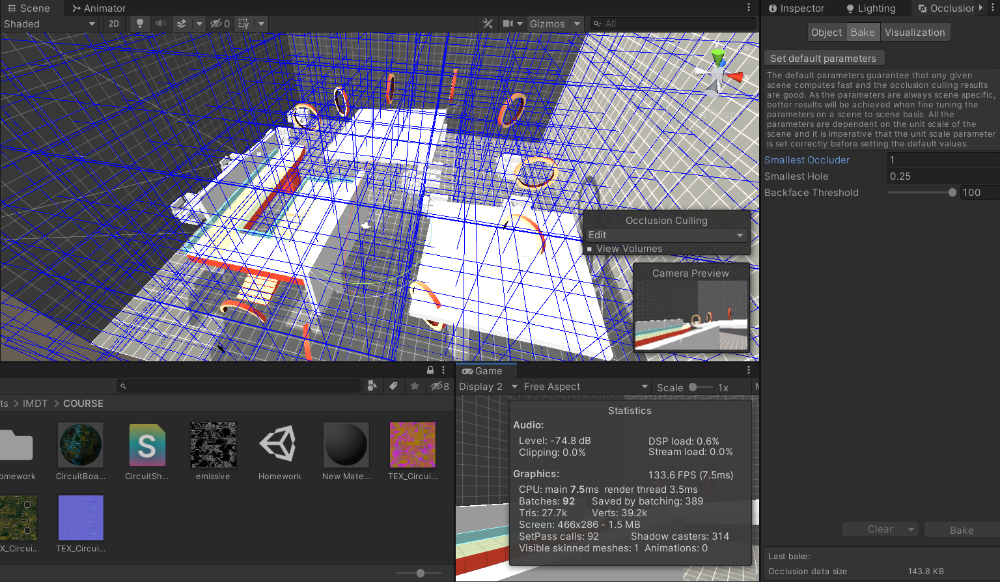 Scene
Animator
Shaded
2D
0
Gizmos
All
y
Occlusion Culling
Edit
View Volumes
Camera Preview
Inspector
Lighting
Occlusion
Object
Bake
Visualization
Set default parameters
The default parameters guarantee that any given
scene computes fast and the occlusion culling results
are good. As the parameters are always scene specific,
better results will be achieved when fine tuning the
parameters on a scene to scene basis. All the
parameters are dependent on the unit scale of the
scene and it is imperative that the unit scale parameter
is set correctly before setting the default values.
Smallest Occluder 1
Smallest Hole 0.25
Backface Threshold 100
Clear
Bake
Last bake:
Occlusion data size 143.8 KB
8
ts > IMDT > COURSE
omework
CircuitBoa...
CircuitSh...
emissive
Homework
New Mate...
TEX_Circui...
X_Circui...
TEX_Circui...
Game
Display 2
Free Aspect
Scale 1x
Statistics
Audio:
Level: -74.8 dB DSP load: 0.6%
Clipping: 0.0% Stream load: 0.0%
Graphics: 133.6 FPS (7.5ms)
CPU: main 7.5ms render thread 3.5ms
Batches: 92 Saved by batching: 389
Tris: 27.7k Verts: 39.2k
Screen: 466x286 - 1.5 MB
SetPass calls: 92 Shadow casters: 314
Visible skinned meshes: 1 Animations: 0